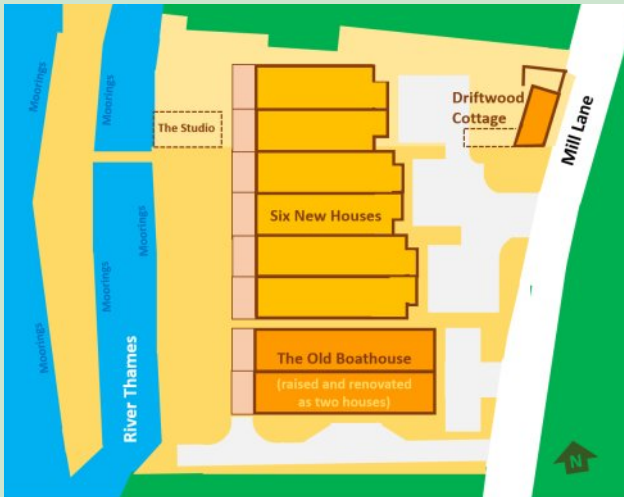 Moorings
Moorings
The Studio
Driftwood
Cottage
Mill Lane
Moorings
Six New Houses
Moorings
Moorings
River Thames
The Old Boathouse
(raised and renovated
as two houses)
N